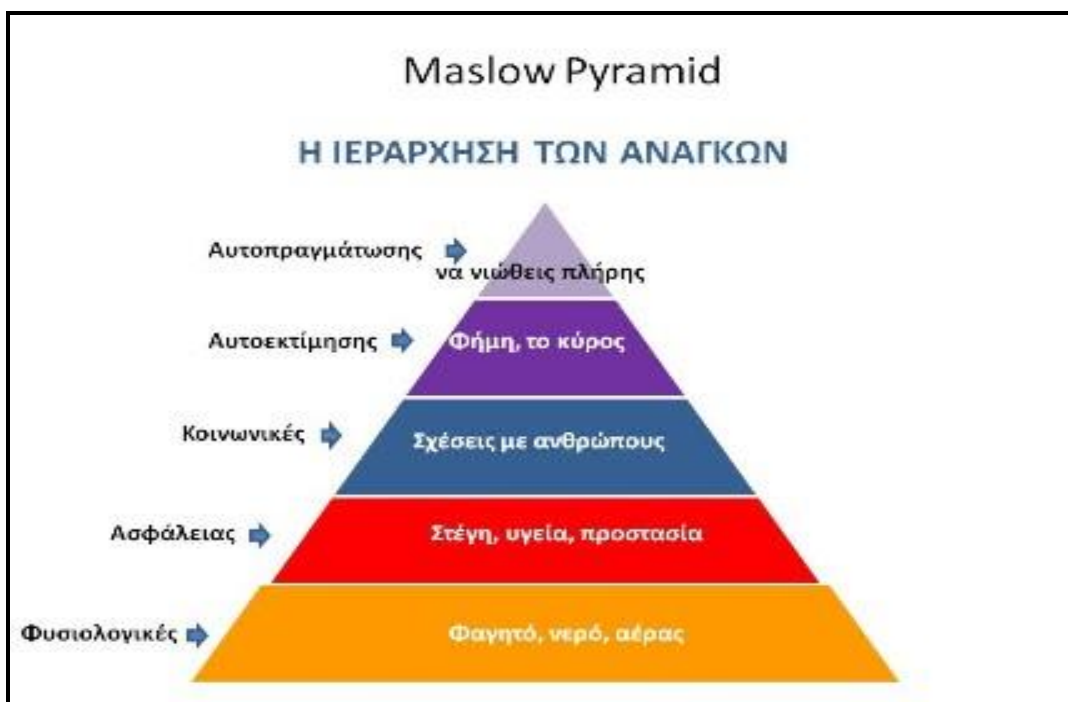 Maslow Pyramid
Η ΙΕΡΑΡΧΗΣΗ ΤΩΝ ΑΝΑΓΚΩΝ
Αυτοπραγμάτωσης
να νιώθεις πλήρης
Αυτοεκτίμησης
Φήμη, το κύρος
Κοινωνικές
Σχέσεις με ανθρώπους
Ασφάλειας
Στέγη, υγεία, προστασία
Φυσιολογικές
Φαγητό, νερό, αέρας